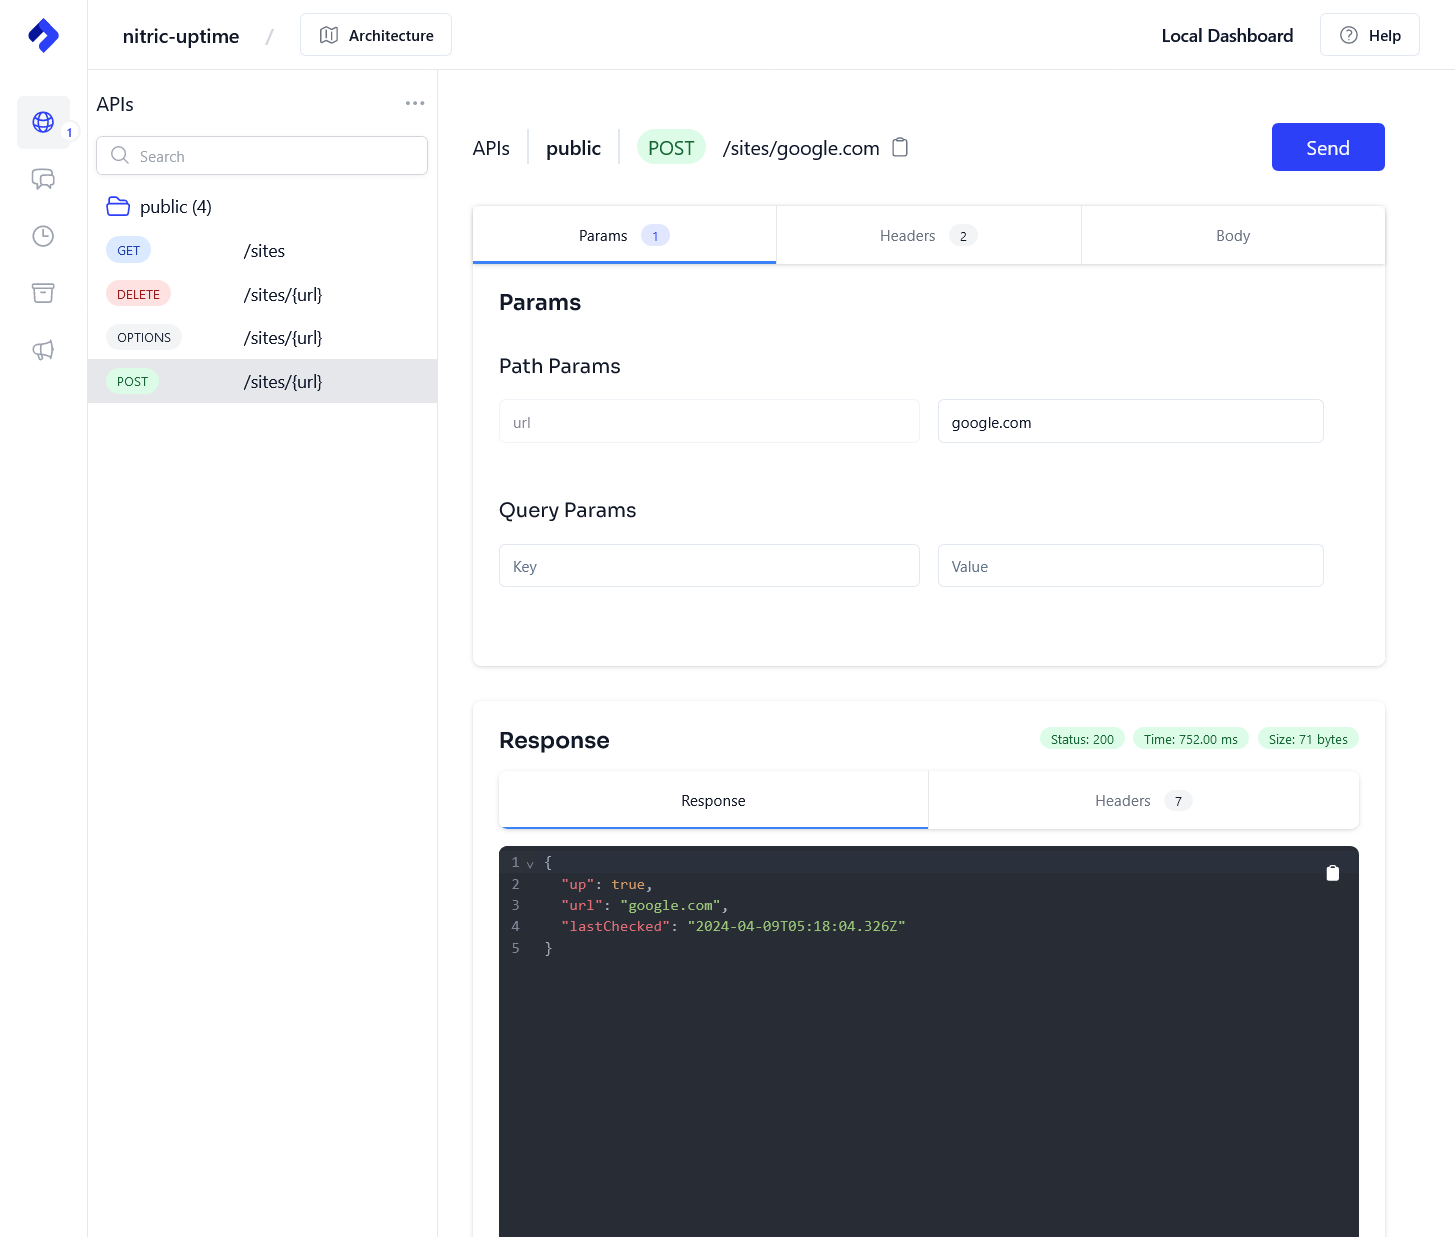 nitric-uptime / Architecture Local Dashboard Help
1
APIs
Search
public (4)
GET /sites
DELETE /sites/{url}
OPTIONS /sites/{url}
POST /sites/{url}
APIs public POST /sites/google.com Send
Params 1 Headers 2 Body
Params
Path Params
url google.com
Query Params
Key Value
Response Status: 200 Time: 752.00 ms Size: 71 bytes
Response Headers 7
1 {
2 "up": true,
3 "url": "google.com",
4 "lastChecked": "2024-04-09T05:18:04.326Z"
5 }